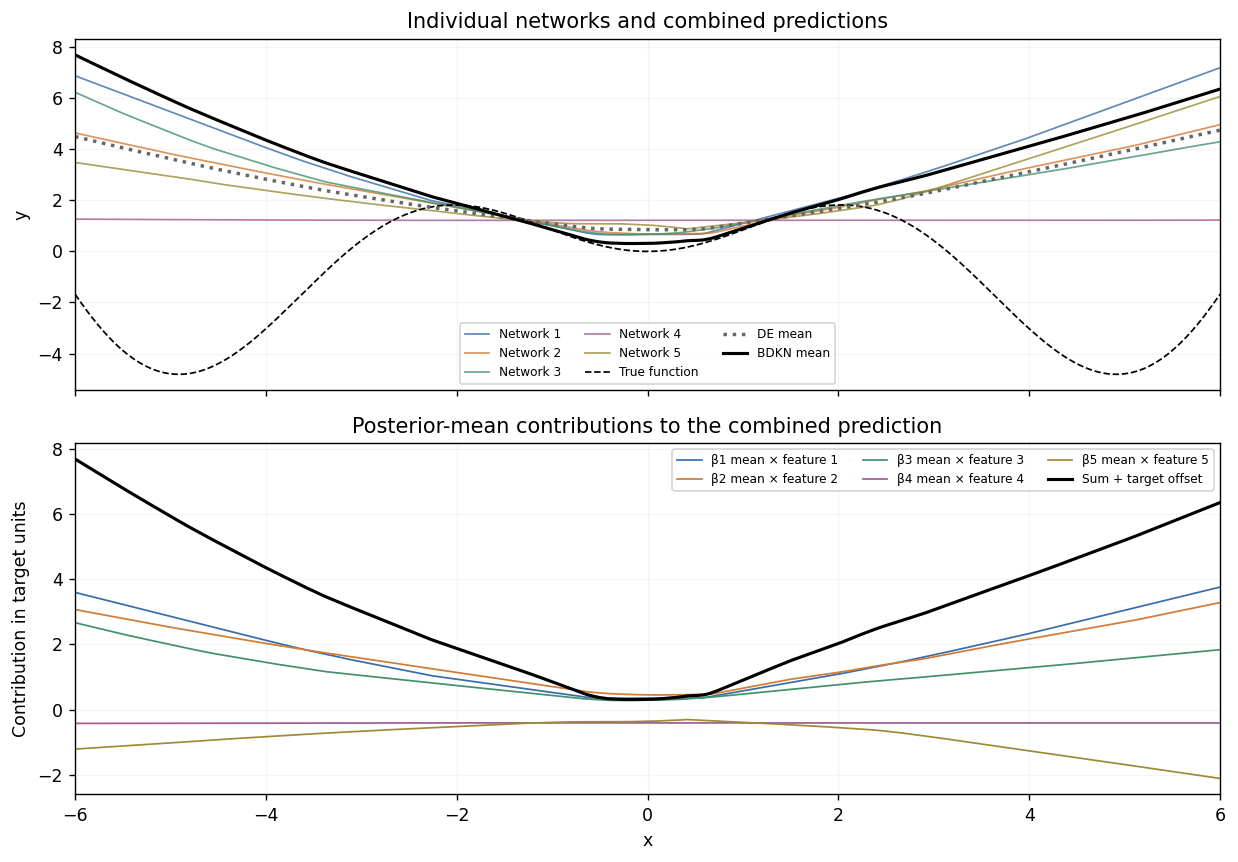 Individual networks and combined predictions
8
6
4
2
0
−2
−4
y
Network 1
Network 2
Network 3
Network 4
Network 5
True function
DE mean
BDKN mean
Posterior-mean contributions to the combined prediction
8
6
4
2
0
−2
Contribution in target units
β1 mean × feature 1
β2 mean × feature 2
β3 mean × feature 3
β4 mean × feature 4
β5 mean × feature 5
Sum + target offset
−6
−4
−2
0
2
4
6
x